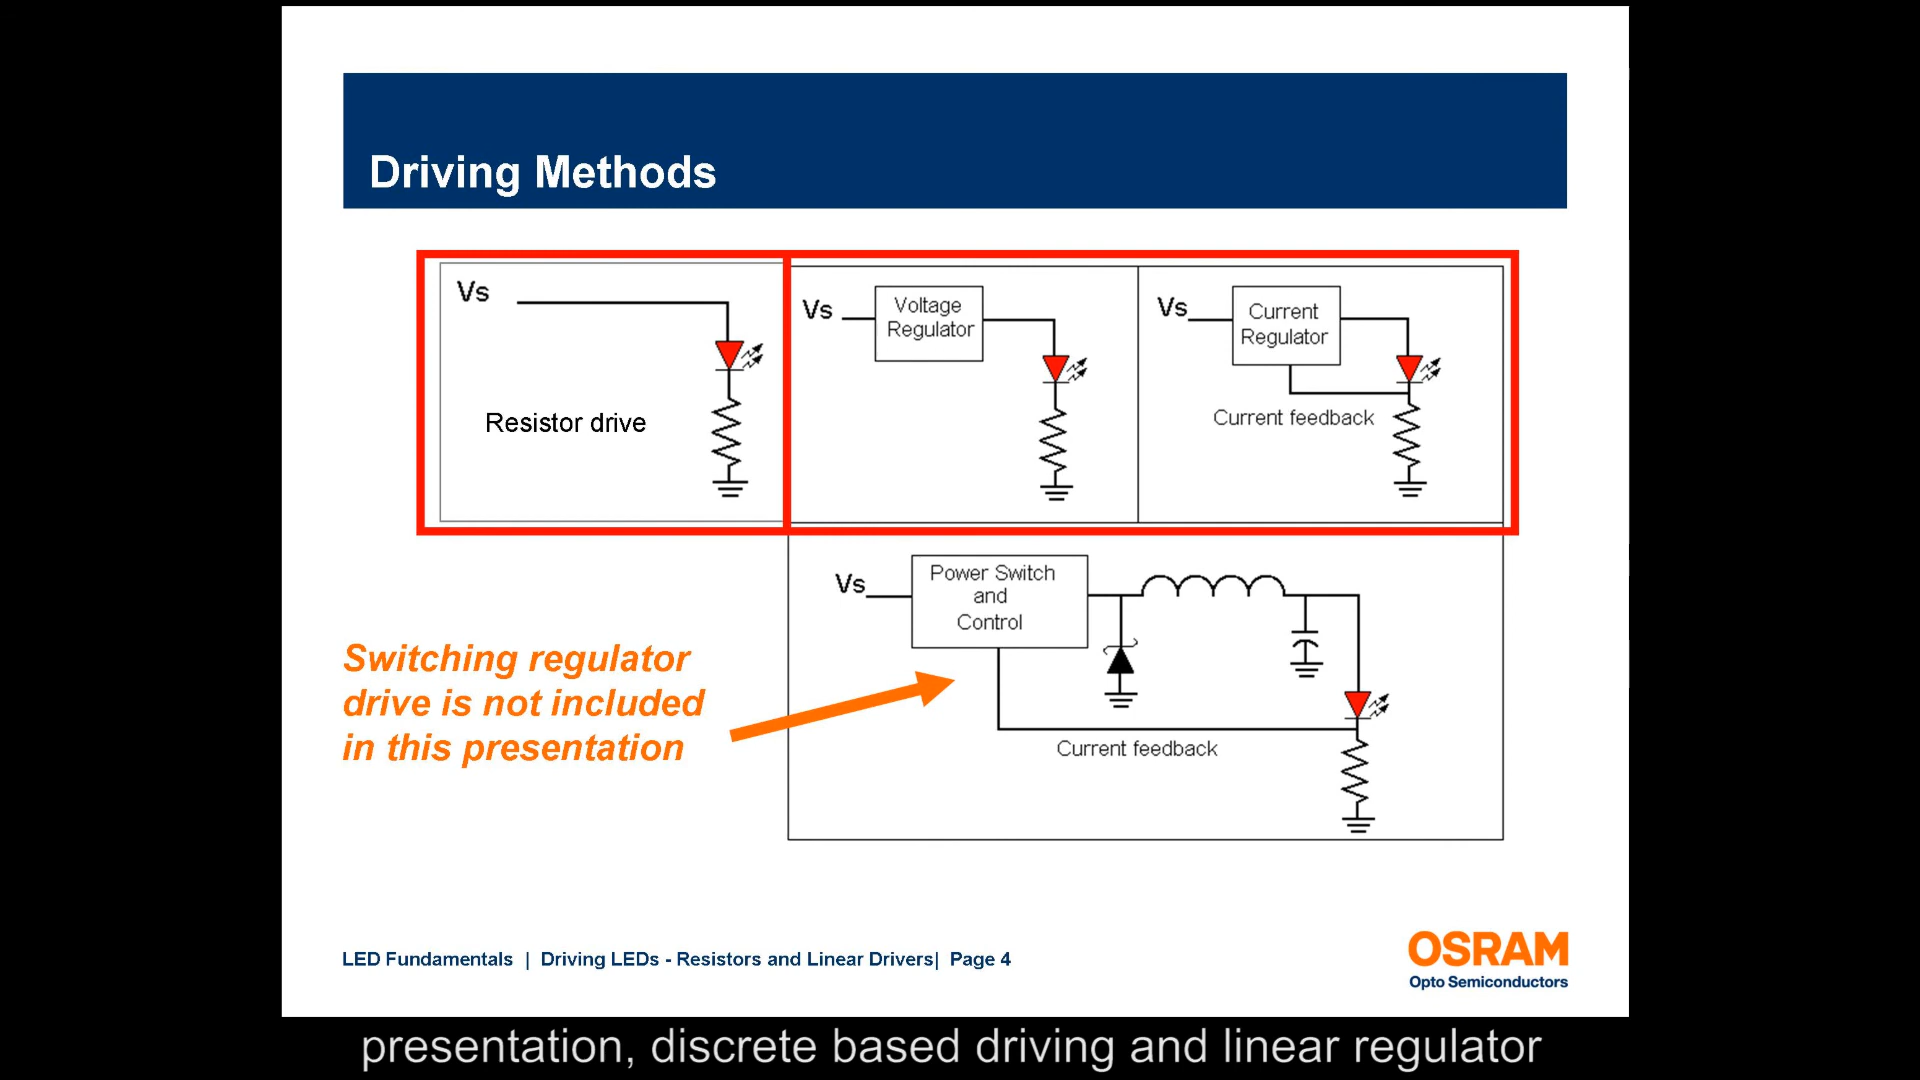 Driving Methods
Vs
Resistor drive
Vs
Voltage
Regulator
Vs
Current
Regulator
Current feedback
Vs
Power Switch
and
Control
Current feedback
Switching regulator
drive is not included
in this presentation
LED Fundamentals | Driving LEDs - Resistors and Linear Drivers| Page 4
OSRAM
Opto Semiconductors
presentation, discrete based driving and linear regulator